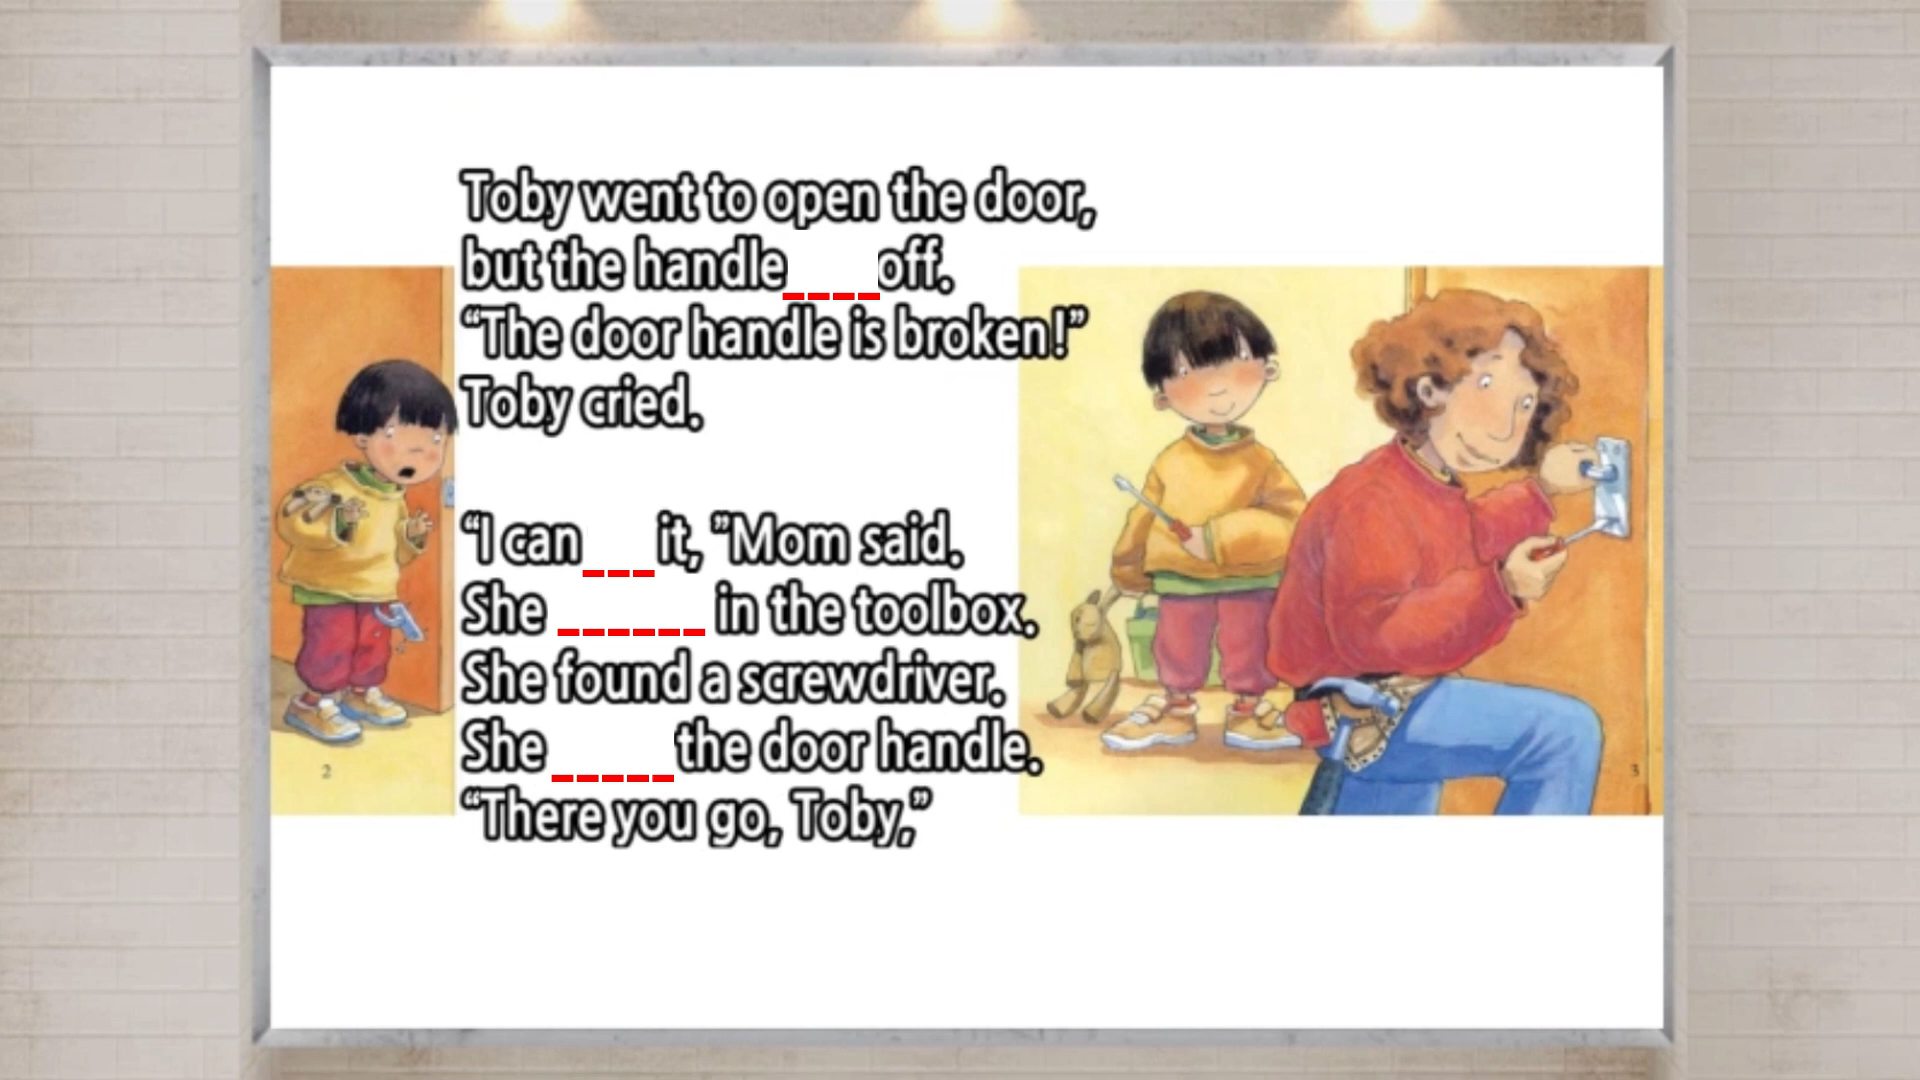 Toby went to open the door,
but the handle ____ off.
“The door handle is broken!”
Toby cried.
“I can ___ it, ”Mom said.
She ______ in the toolbox.
She found a screwdriver.
She _____ the door handle.
“There you go, Toby,”
2
3